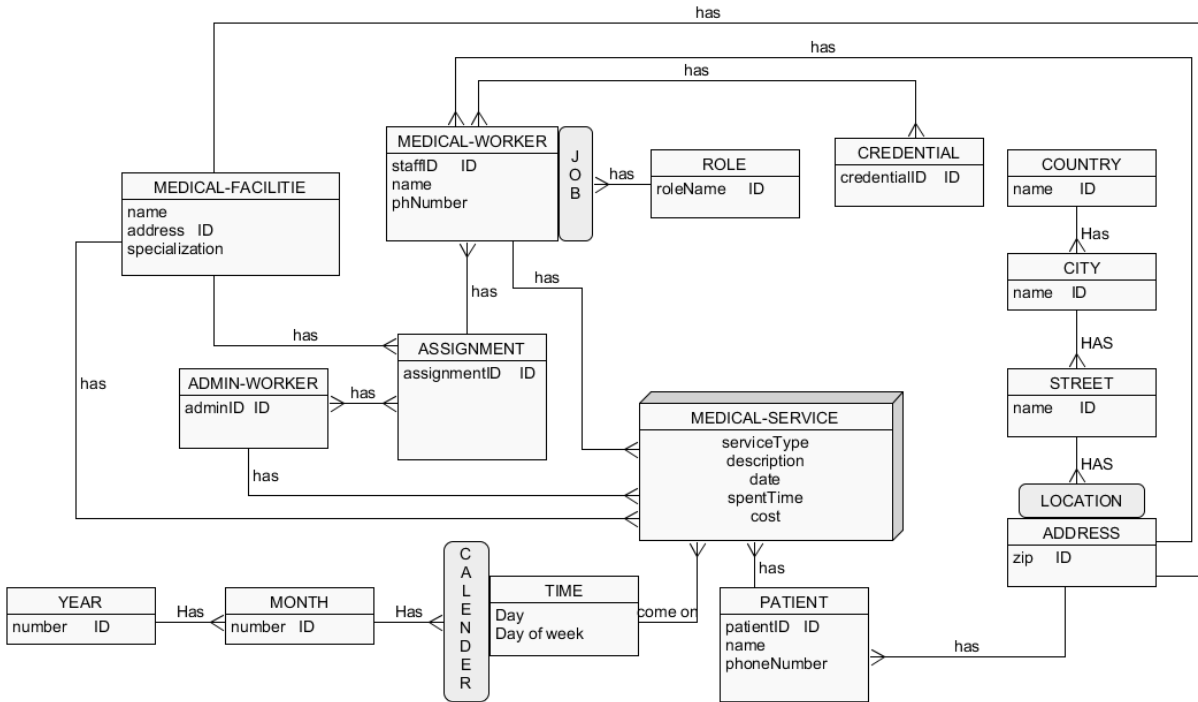 has
has
has
MEDICAL-WORKER
staffID ID
name
phNumber
JOB
has
ROLE
roleName ID
CREDENTIAL
credentialID ID
COUNTRY
name ID
MEDICAL-FACILITIE
name
address ID
specialization
Has
CITY
name ID
has
has
has
HAS
ASSIGNMENT
assignmentID ID
ADMIN-WORKER
adminID ID
has
has
STREET
name ID
MEDICAL-SERVICE
serviceType
description
date
spentTime
cost
has
HAS
LOCATION
ADDRESS
zip ID
CALENDER
has
YEAR
number ID
Has
MONTH
number ID
Has
TIME
Day
Day of week
come on
PATIENT
patientID ID
name
phoneNumber
has